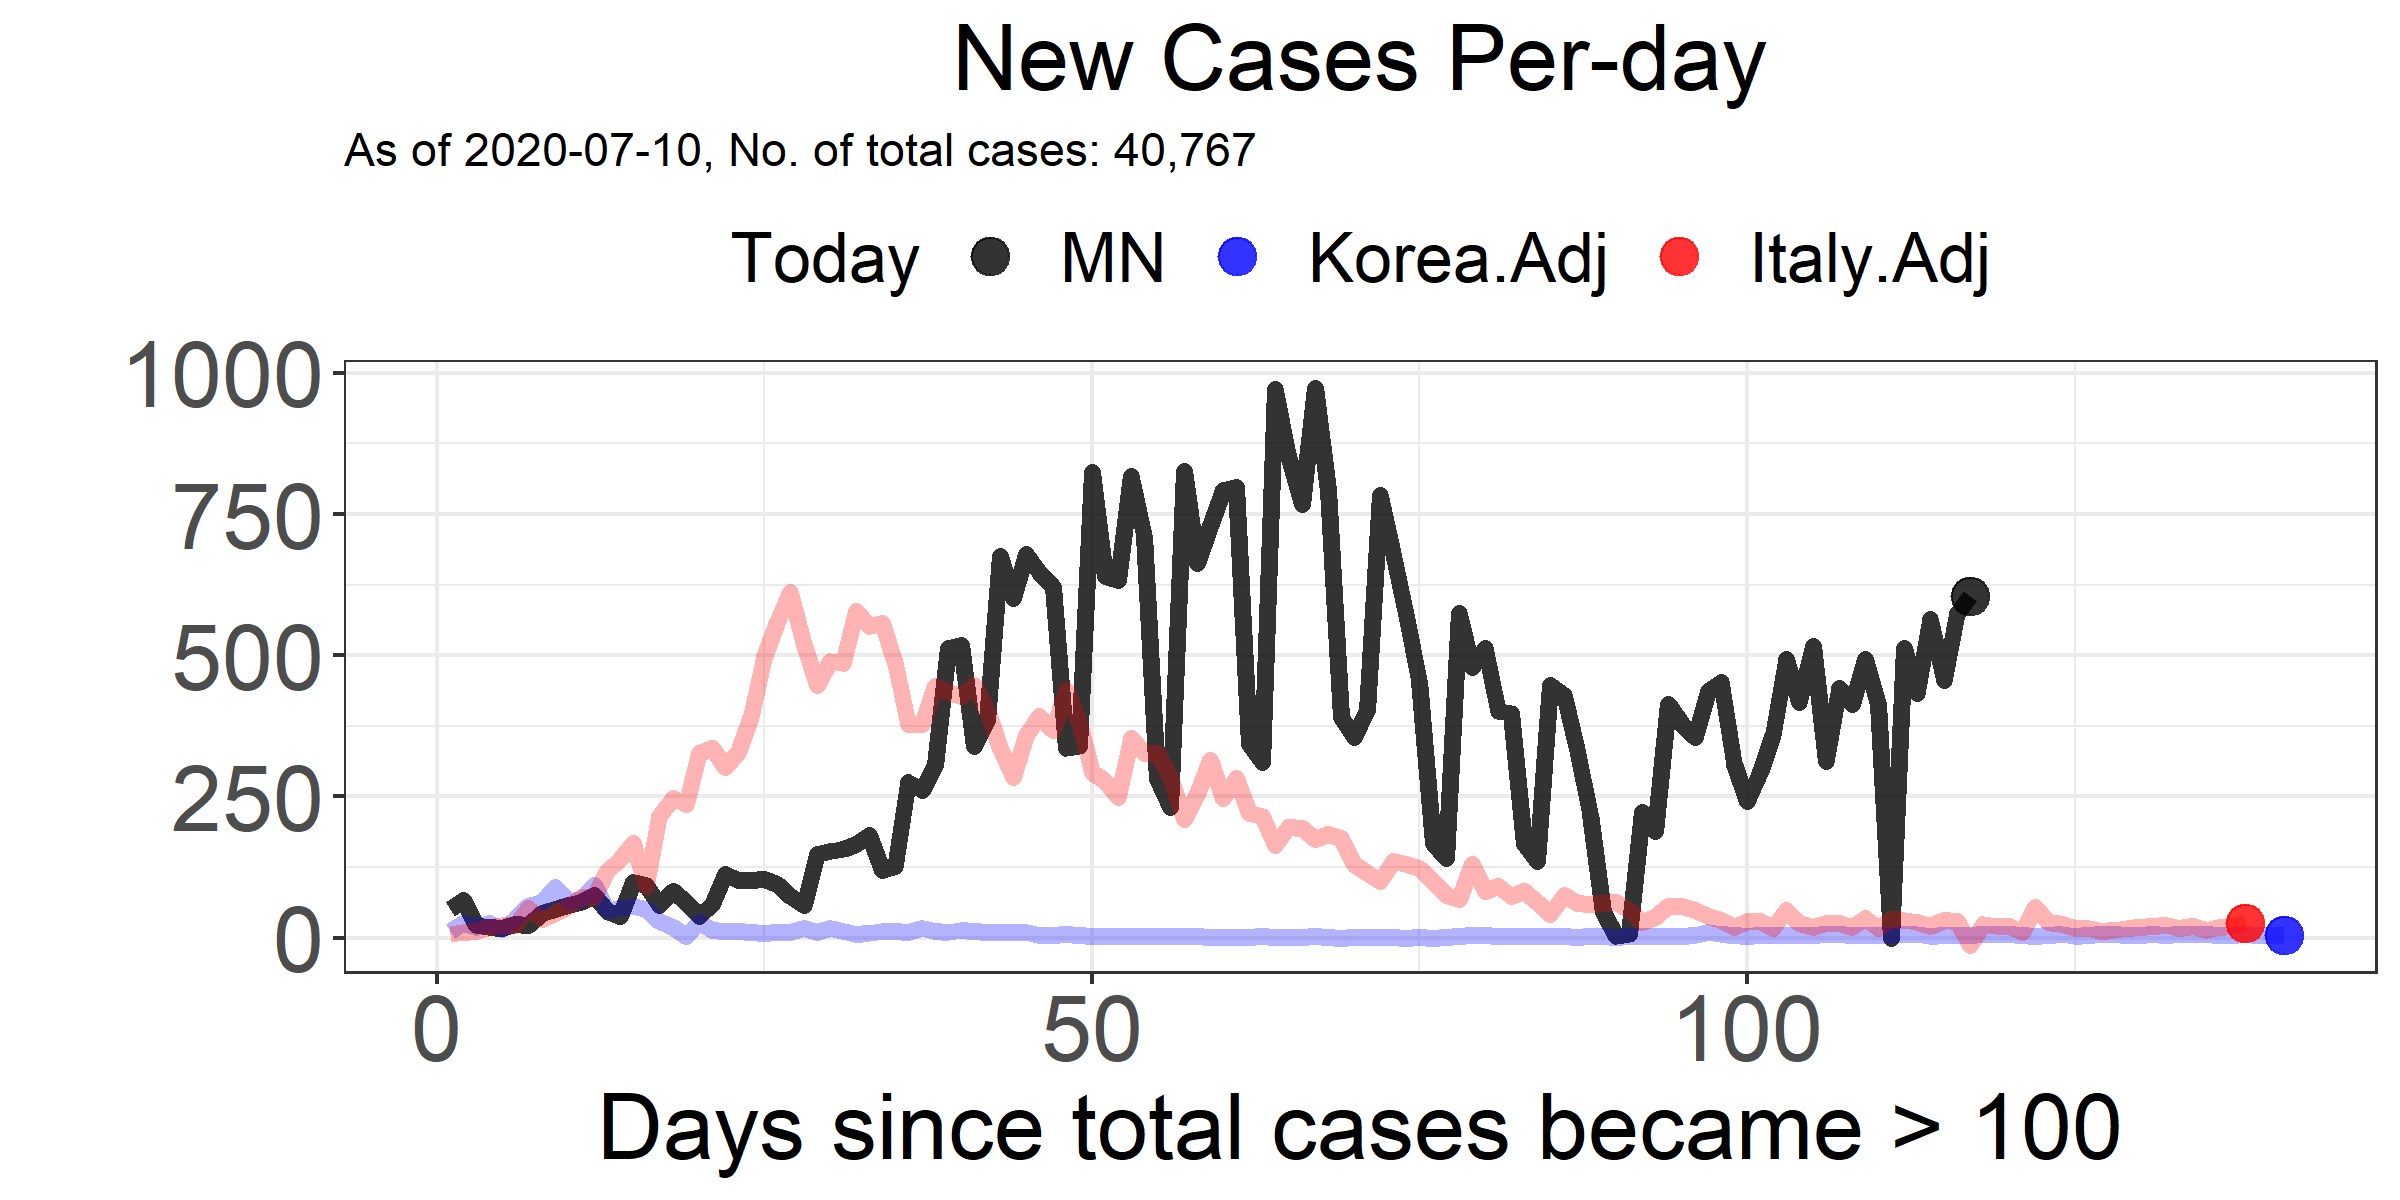 New Cases Per-day
As of 2020-07-10, No. of total cases: 40,767
Today MN Korea.Adj Italy.Adj
1000
750
500
250
0
0 50 100
Days since total cases became > 100